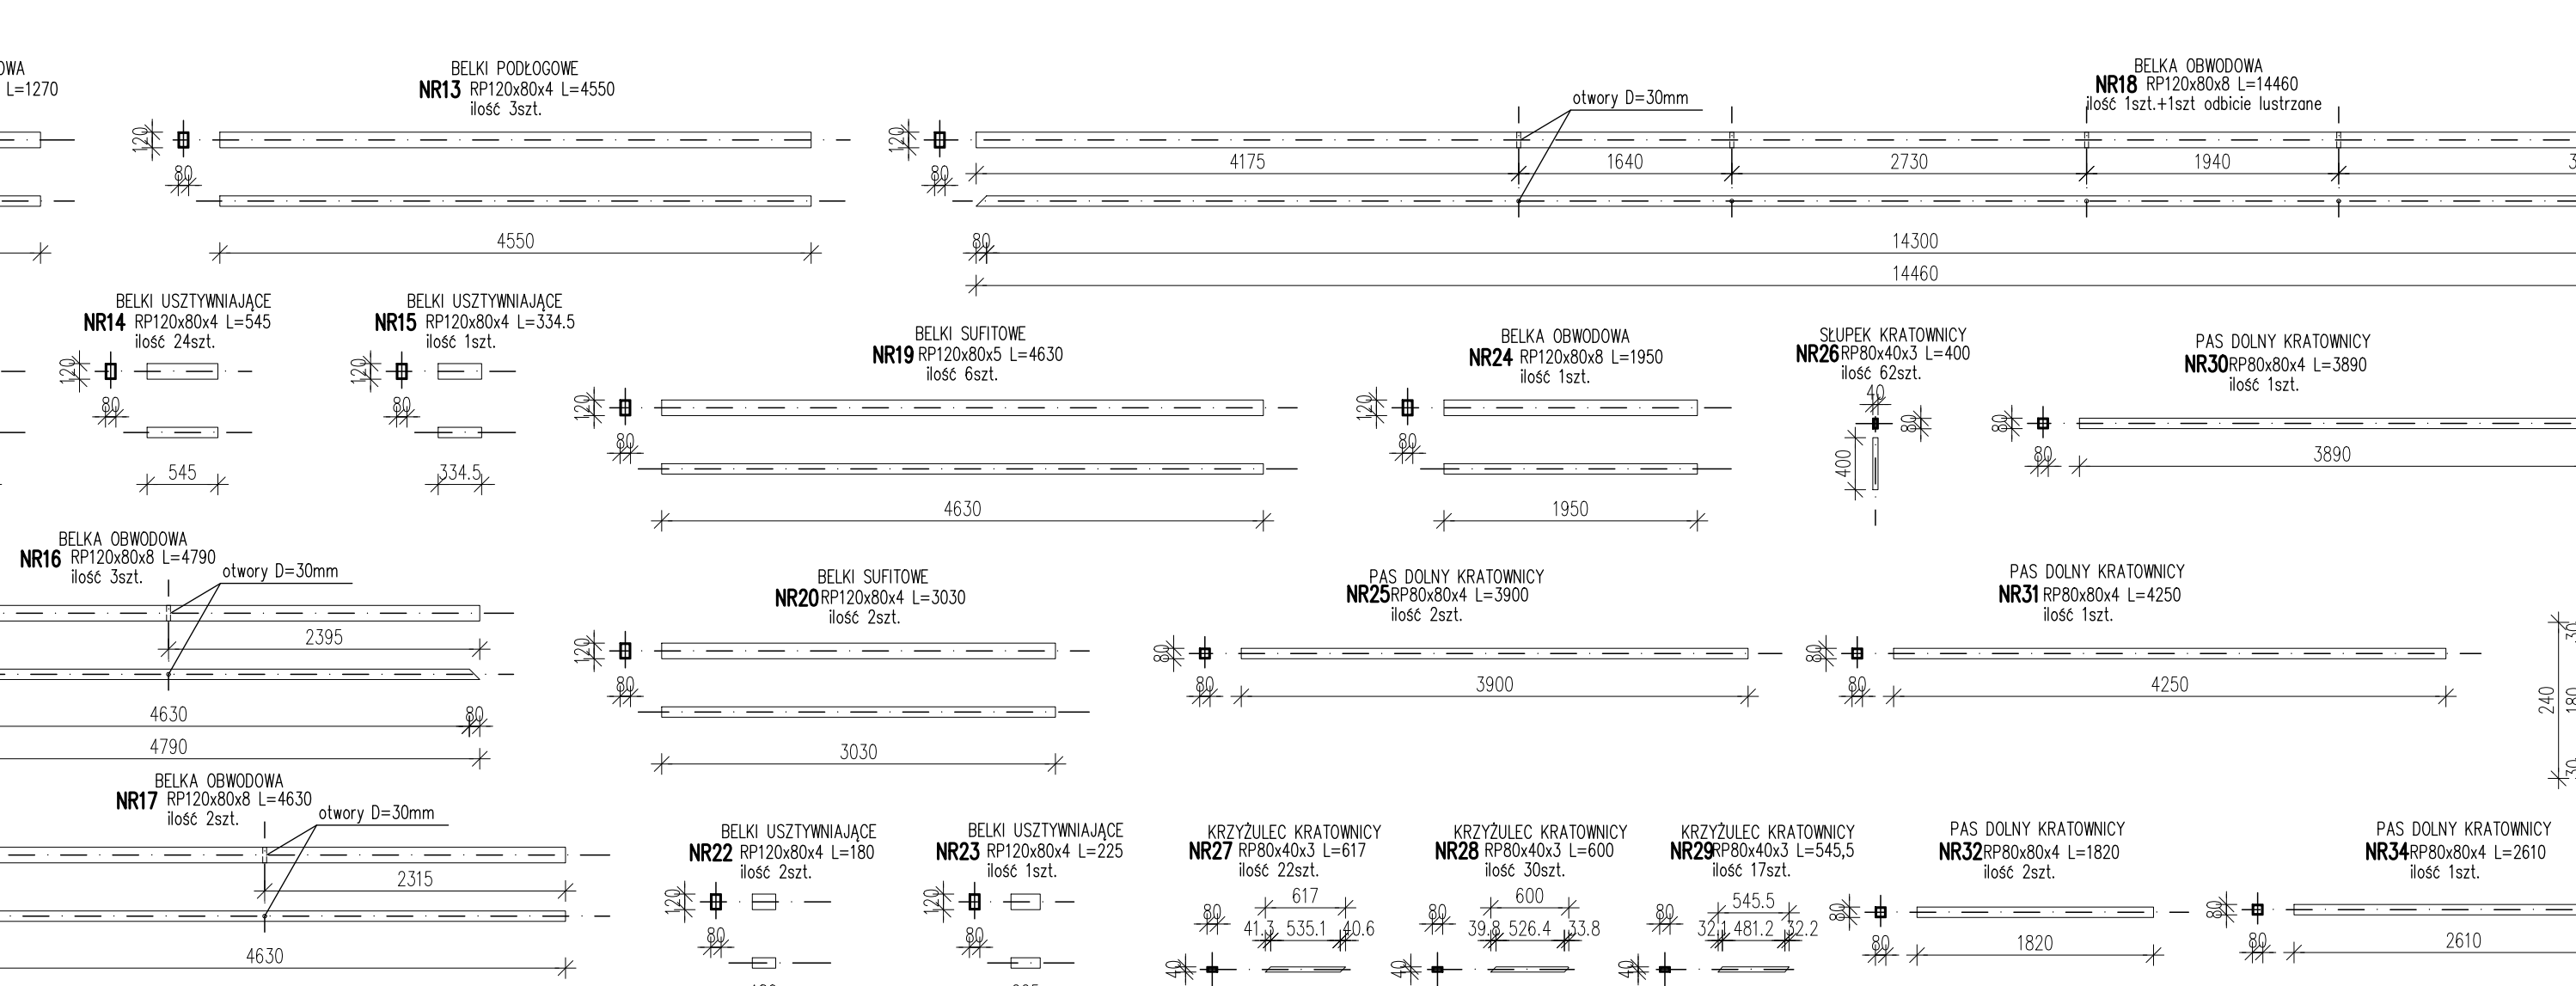 OWA
L=1270
BELKI PODŁOGOWE
NR13 RP120x80x4 L=4550
ilość 3szt.
120
80
4550
BELKA OBWODOWA
NR18 RP120x80x8 L=14460
ilość 1szt.+1szt odbicie lustrzane
otwory D=30mm
120
80
4175
1640
2730
1940
3
80
14300
14460
BELKI USZTYWNIAJĄCE
NR14 RP120x80x4 L=545
ilość 24szt.
120
80
545
BELKI USZTYWNIAJĄCE
NR15 RP120x80x4 L=334.5
ilość 1szt.
120
80
334.5
BELKI SUFITOWE
NR19 RP120x80x5 L=4630
ilość 6szt.
120
80
4630
BELKA OBWODOWA
NR24 RP120x80x8 L=1950
ilość 1szt.
120
80
1950
SŁUPEK KRATOWNICY
NR26 RP80x40x3 L=400
ilość 62szt.
40
80
400
PAS DOLNY KRATOWNICY
NR30 RP80x80x4 L=3890
ilość 1szt.
80
80
3890
BELKA OBWODOWA
NR16 RP120x80x8 L=4790
ilość 3szt.
otwory D=30mm
2395
4630
80
4790
BELKI SUFITOWE
NR20 RP120x80x4 L=3030
ilość 2szt.
120
80
3030
PAS DOLNY KRATOWNICY
NR25 RP80x80x4 L=3900
ilość 2szt.
80
80
3900
PAS DOLNY KRATOWNICY
NR31 RP80x80x4 L=4250
ilość 1szt.
80
80
4250
240
30
180
30
BELKA OBWODOWA
NR17 RP120x80x8 L=4630
ilość 2szt.
otwory D=30mm
2315
4630
BELKI USZTYWNIAJĄCE
NR22 RP120x80x4 L=180
ilość 2szt.
120
80
BELKI USZTYWNIAJĄCE
NR23 RP120x80x4 L=225
ilość 1szt.
120
80
KRZYŻULEC KRATOWNICY
NR27 RP80x40x3 L=617
ilość 22szt.
617
80
41.3 535.1 40.6
40
KRZYŻULEC KRATOWNICY
NR28 RP80x40x3 L=600
ilość 30szt.
600
80
39.8 526.4 33.8
40
KRZYŻULEC KRATOWNICY
NR29 RP80x40x3 L=545,5
ilość 17szt.
545.5
80
32.1 481.2 32.2
40
PAS DOLNY KRATOWNICY
NR32 RP80x80x4 L=1820
ilość 2szt.
80
80
1820
PAS DOLNY KRATOWNICY
NR34 RP80x80x4 L=2610
ilość 1szt.
80
80
2610